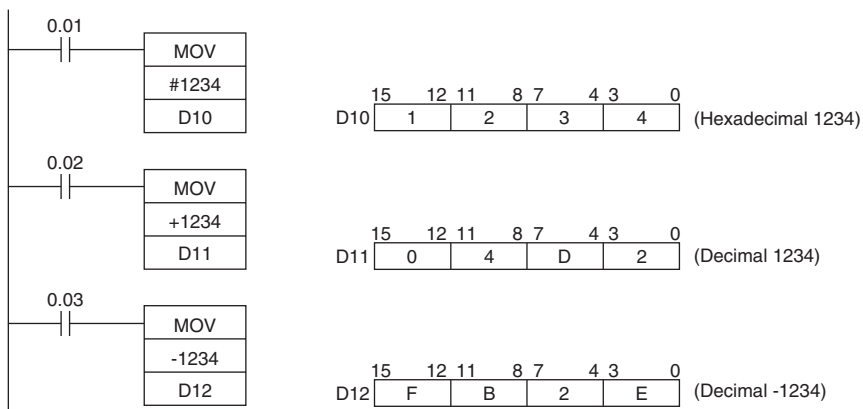 0.01
MOV
#1234
D10
15 12 11 8 7 4 3 0
D10 1 2 3 4 (Hexadecimal 1234)
0.02
MOV
+1234
D11
15 12 11 8 7 4 3 0
D11 0 4 D 2 (Decimal 1234)
0.03
MOV
-1234
D12
15 12 11 8 7 4 3 0
D12 F B 2 E (Decimal -1234)